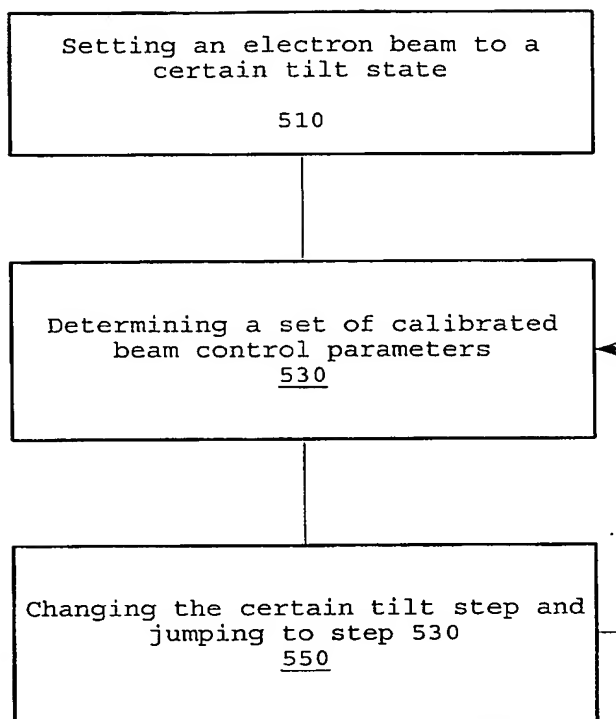 Setting an electron beam to a
certain tilt state
510
Determining a set of calibrated
beam control parameters
530
Changing the certain tilt step and
jumping to step 530
550